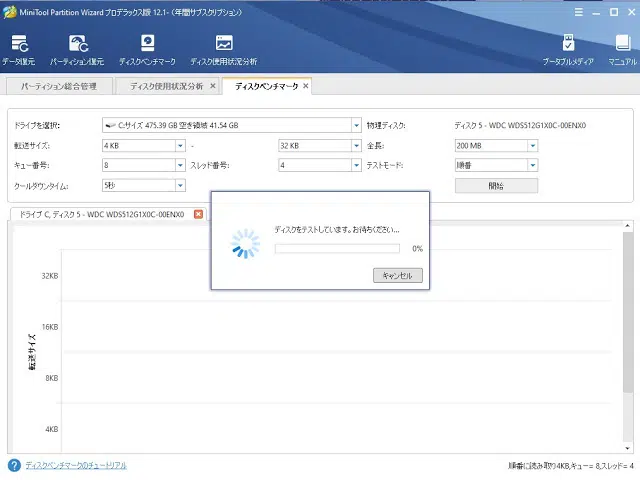 MiniTool Partition Wizard プロデラックス版 12.1- (年間サブスクリプション)
データ復元 パーティション復元 ディスクベンチマーク ディスク使用状況分析 ブータブルメディア マニュアル
パーティション総合管理 ディスク使用状況分析 ディスクベンチマーク
ドライブを選択: C:サイズ 475.39 GB 空き領域 41.54 GB 物理ディスク: ディスク 5 - WDC WDS512G1X0C-00ENX0
転送サイズ: 4 KB - 32 KB 全長: 200 MB
キュー番号: 8 スレッド番号: 4 テストモード: 順番
クールダウンタイム: 5秒 開始
ドライブ C, ディスク 5 - WDC WDS512G1X0C-00ENX0
ディスクをテストしています。お待ちください...
0%
キャンセル
32KB
16KB
転送サイズ
8KB
4KB
ディスクベンチマークのチュートリアル
順番に読み取り4KB,キュー= 8,スレッド= 4